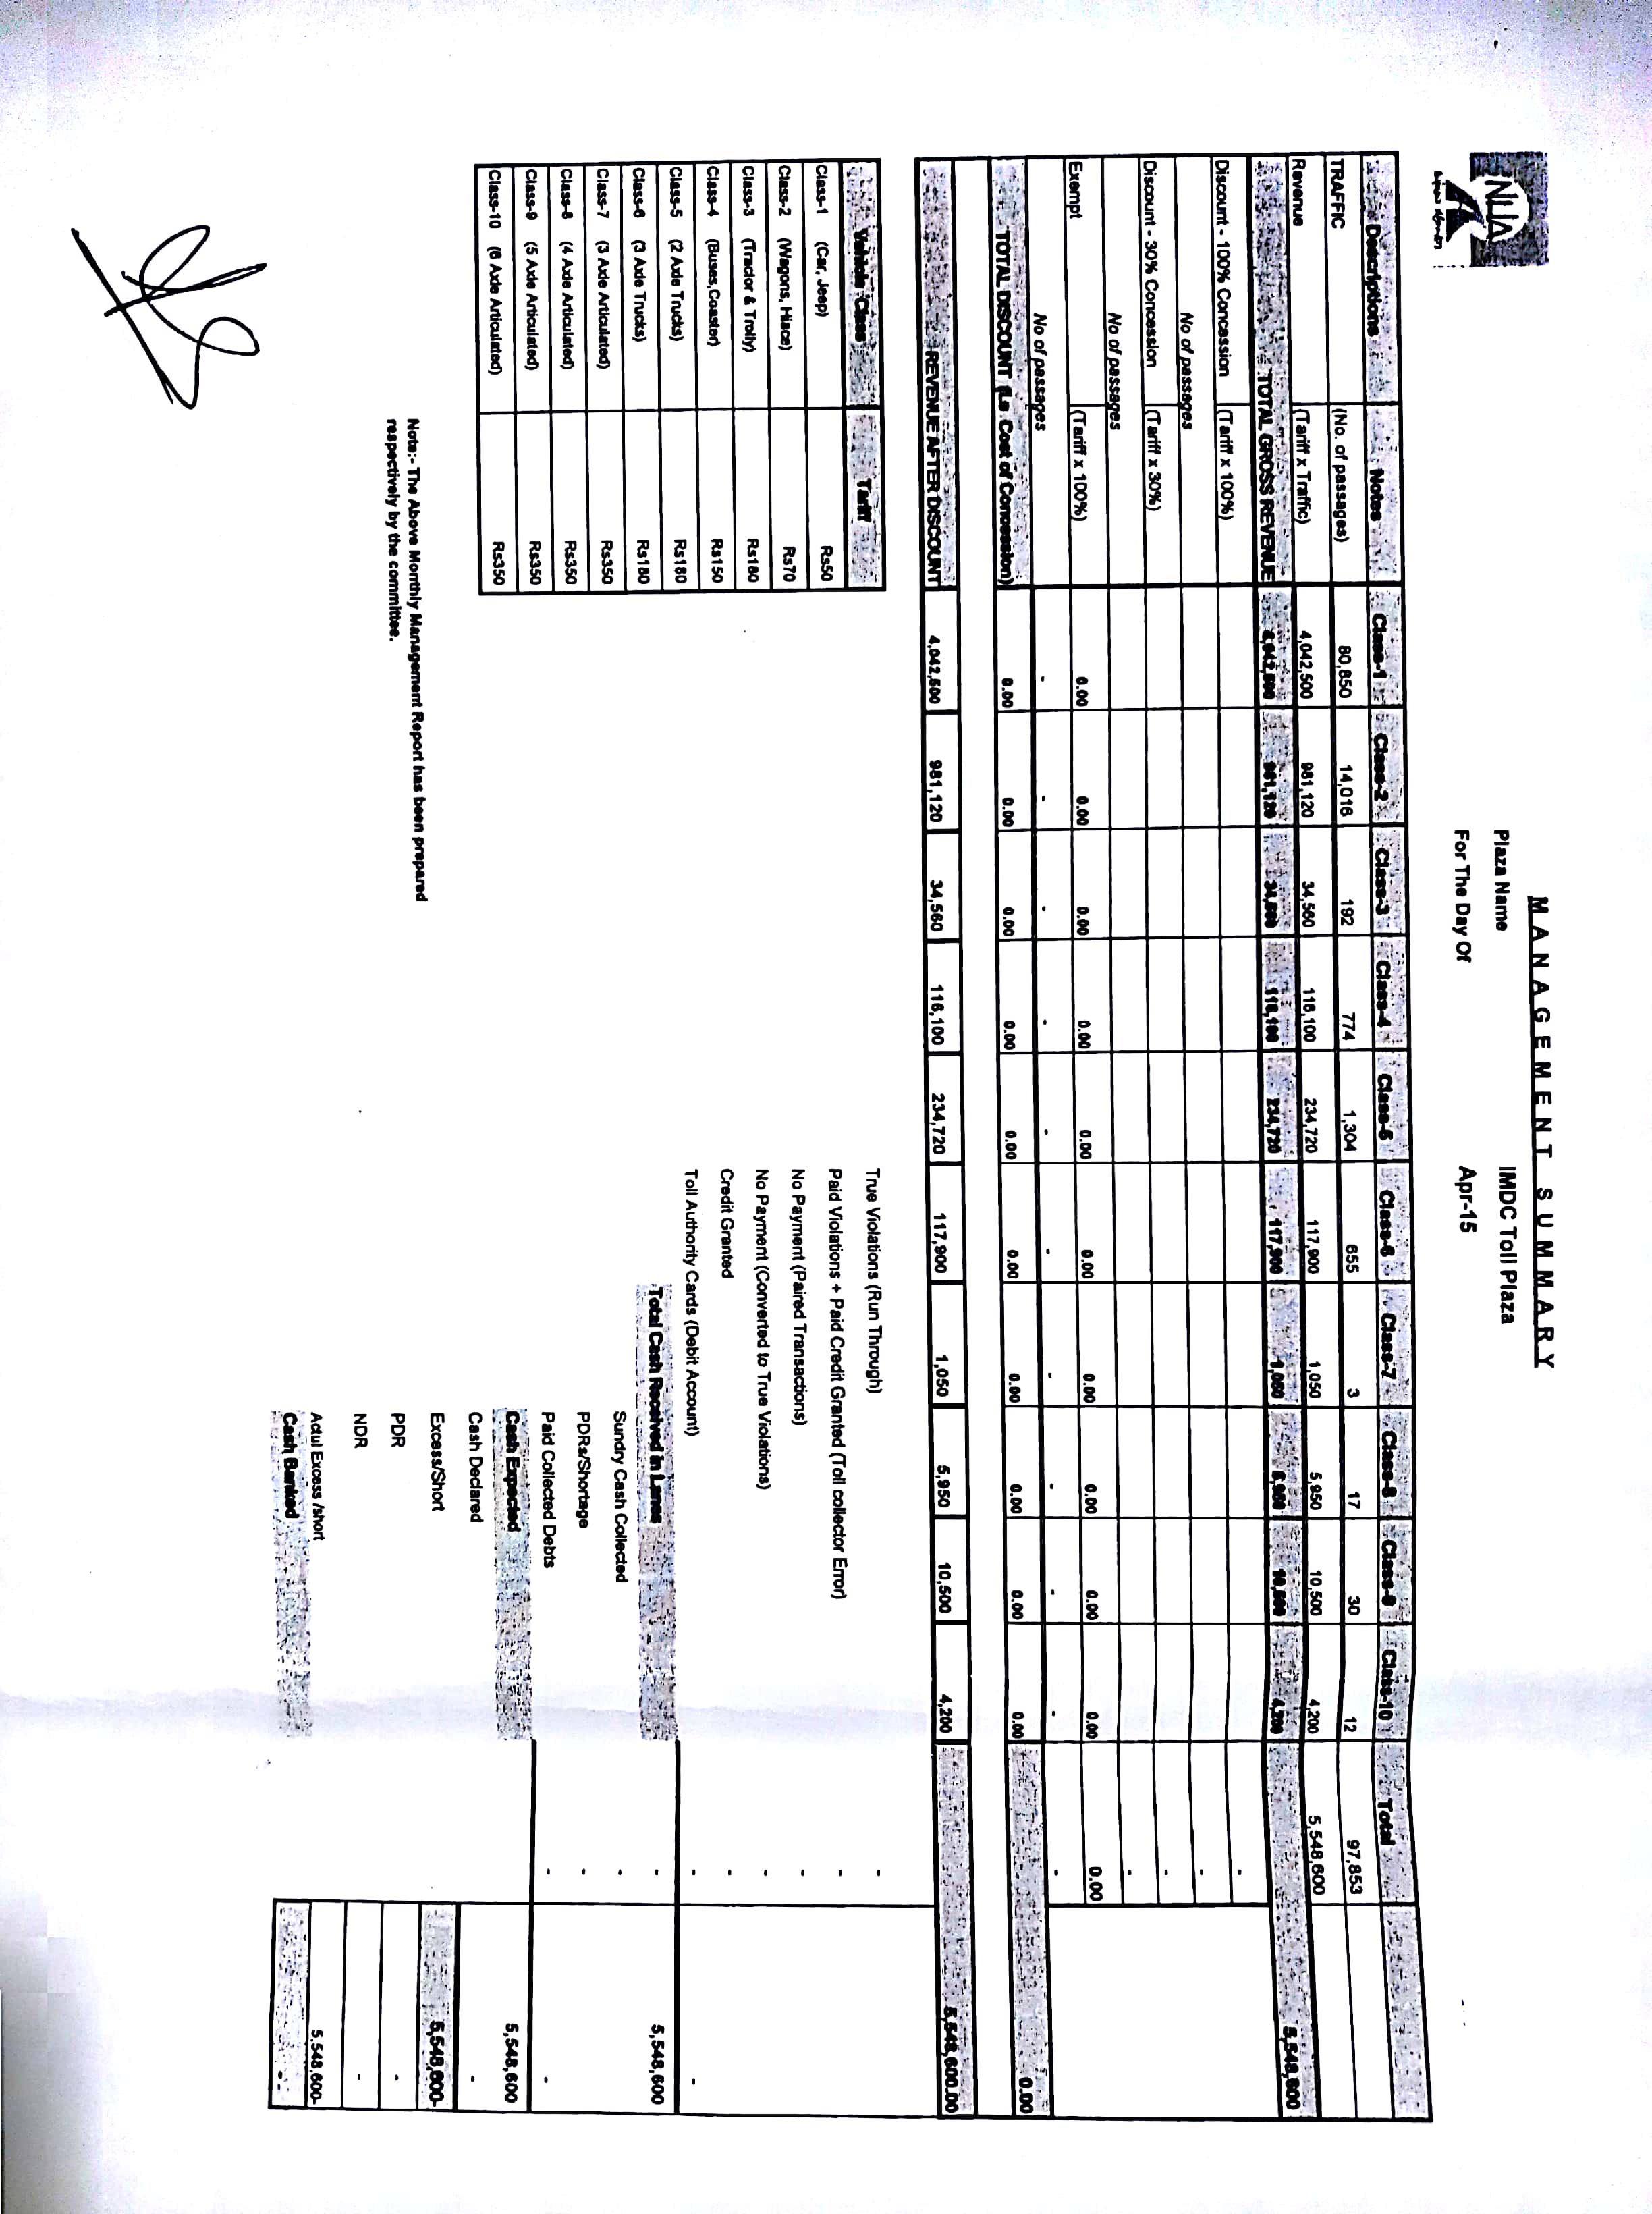 NHA
MANAGEMENT SUMMARY
Plaza Name IMDC Toll Plaza
For The Day Of Apr-15
Descriptions Notes Class-1 Class-2 Class-3 Class-4 Class-5 Class-6 Class-7 Class-8 Class-9 Class-10 Total
TRAFFIC (No. of passages) 80,850 14,016 192 774 1,304 655 3 17 30 12 97,853
Revenue (Tariff x Traffic) 4,042,500 981,120 34,560 116,100 234,720 117,900 1,050 5,950 10,500 4,200 5,548,600
TOTAL GROSS REVENUE 4,042,500 981,120 34,560 116,100 234,720 117,900 1,050 5,950 10,500 4,200 5,548,600
Discount - 100% Concession (Tariff x 100%) -
No of passages -
Discount - 30% Concession (Tariff x 30%) -
No of passages -
Exempt (Tariff x 100%) 0.00 0.00 0.00 0.00 0.00 0.00 0.00 0.00 0.00 0.00 0.00
No of passages - - - - - - - - - - -
TOTAL DISCOUNT (i.e Cost of Concession) 0.00 0.00 0.00 0.00 0.00 0.00 0.00 0.00 0.00 0.00 0.00
REVENUE AFTER DISCOUNT 4,042,500 981,120 34,560 116,100 234,720 117,900 1,050 5,950 10,500 4,200 5,548,600.00
Vehicle Class Tariff
Class-1 (Car, Jeep) Rs50
Class-2 (Wagons, Hiace) Rs70
Class-3 (Tractor & Trolly) Rs180
Class-4 (Buses,Coaster) Rs150
Class-5 (2 Axle Trucks) Rs180
Class-6 (3 Axle Trucks) Rs180
Class-7 (3 Axle Articulated) Rs350
Class-8 (4 Axle Articulated) Rs350
Class-9 (5 Axle Articulated) Rs350
Class-10 (6 Axle Articulated) Rs350
True Violations (Run Through) -
Paid Violations + Paid Credit Granted (Toll collector Error) -
No Payment (Paired Transactions) -
No Payment (Converted to True Violations) -
Credit Granted -
Toll Authority Cards (Debit Account) - -
Total Cash Received in Lanes - 5,548,600
Sundry Cash Collected -
PDRs/Shortage -
Paid Collected Debts - -
Cash Expected 5,548,600
Cash Declared -
Excess/Short 5,548,600-
PDR -
NDR -
Actul Excess /short 5,548,600-
Cash Banked -
Note:- The Above Monthly Management Report has been prepared
respectively by the committee.